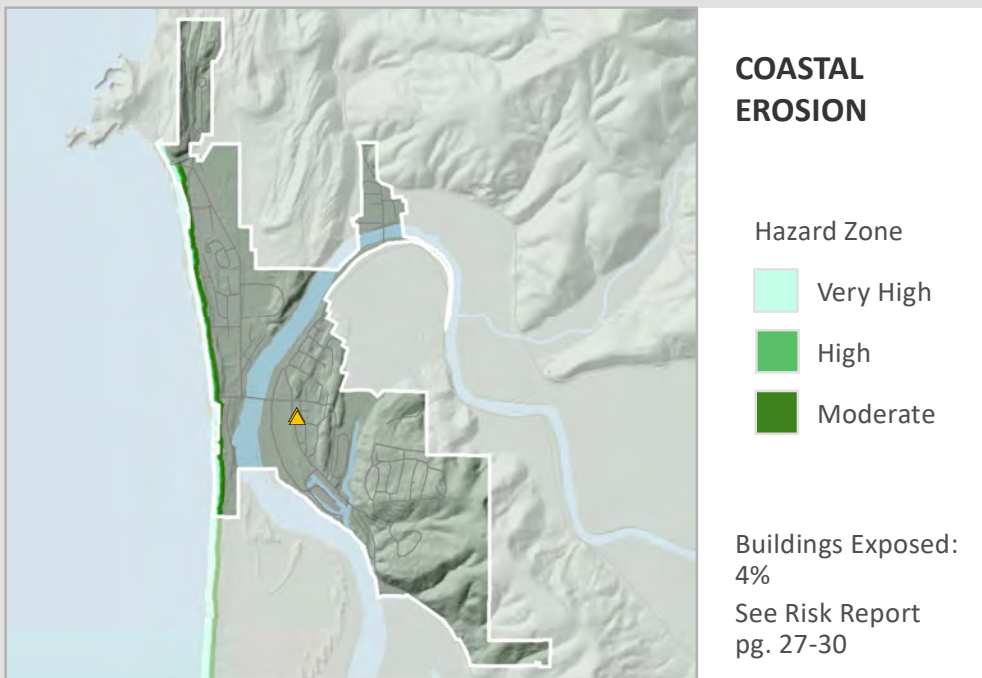 COASTAL
EROSION
Hazard Zone
Very High
High
Moderate
Buildings Exposed:
4%
See Risk Report
pg. 27-30